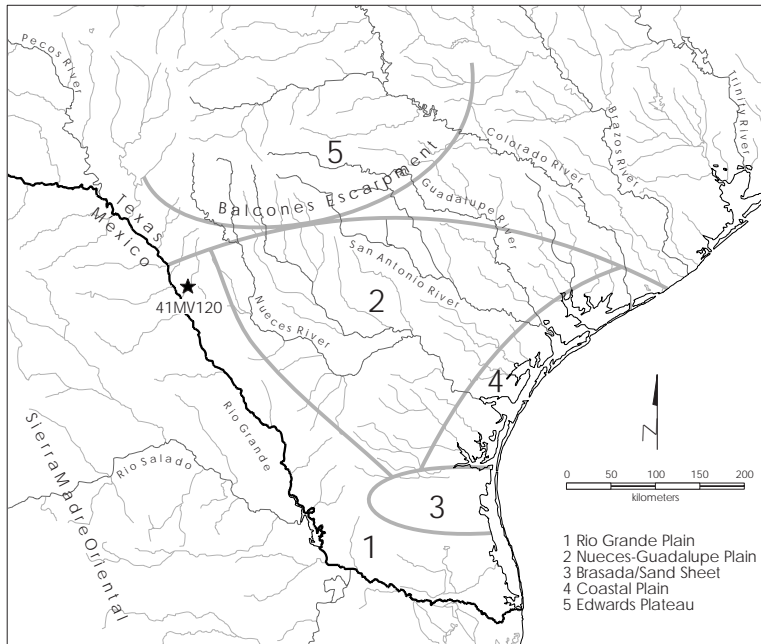 Pecos River
Trinity River
Brazos River
Colorado River
5
Balcones Escarpment
Guadalupe River
Texas
Mexico
San Antonio River
41MV120
2
Nueces River
4
Rio Grande
Sierra Madre Oriental
Rio Salado
N
0 50 100 150 200
kilometers
3
1
1 Rio Grande Plain
2 Nueces-Guadalupe Plain
3 Brasada/Sand Sheet
4 Coastal Plain
5 Edwards Plateau